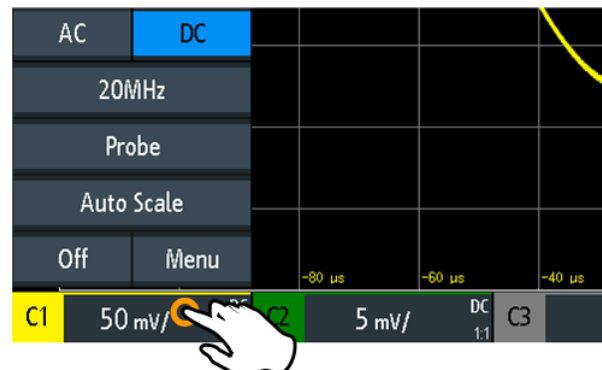 AC DC
20MHz
Probe
Auto Scale
Off Menu
-80 µs -60 µs -40 µs
C1 50 mV/ DC C2 5 mV/ DC 1:1 C3